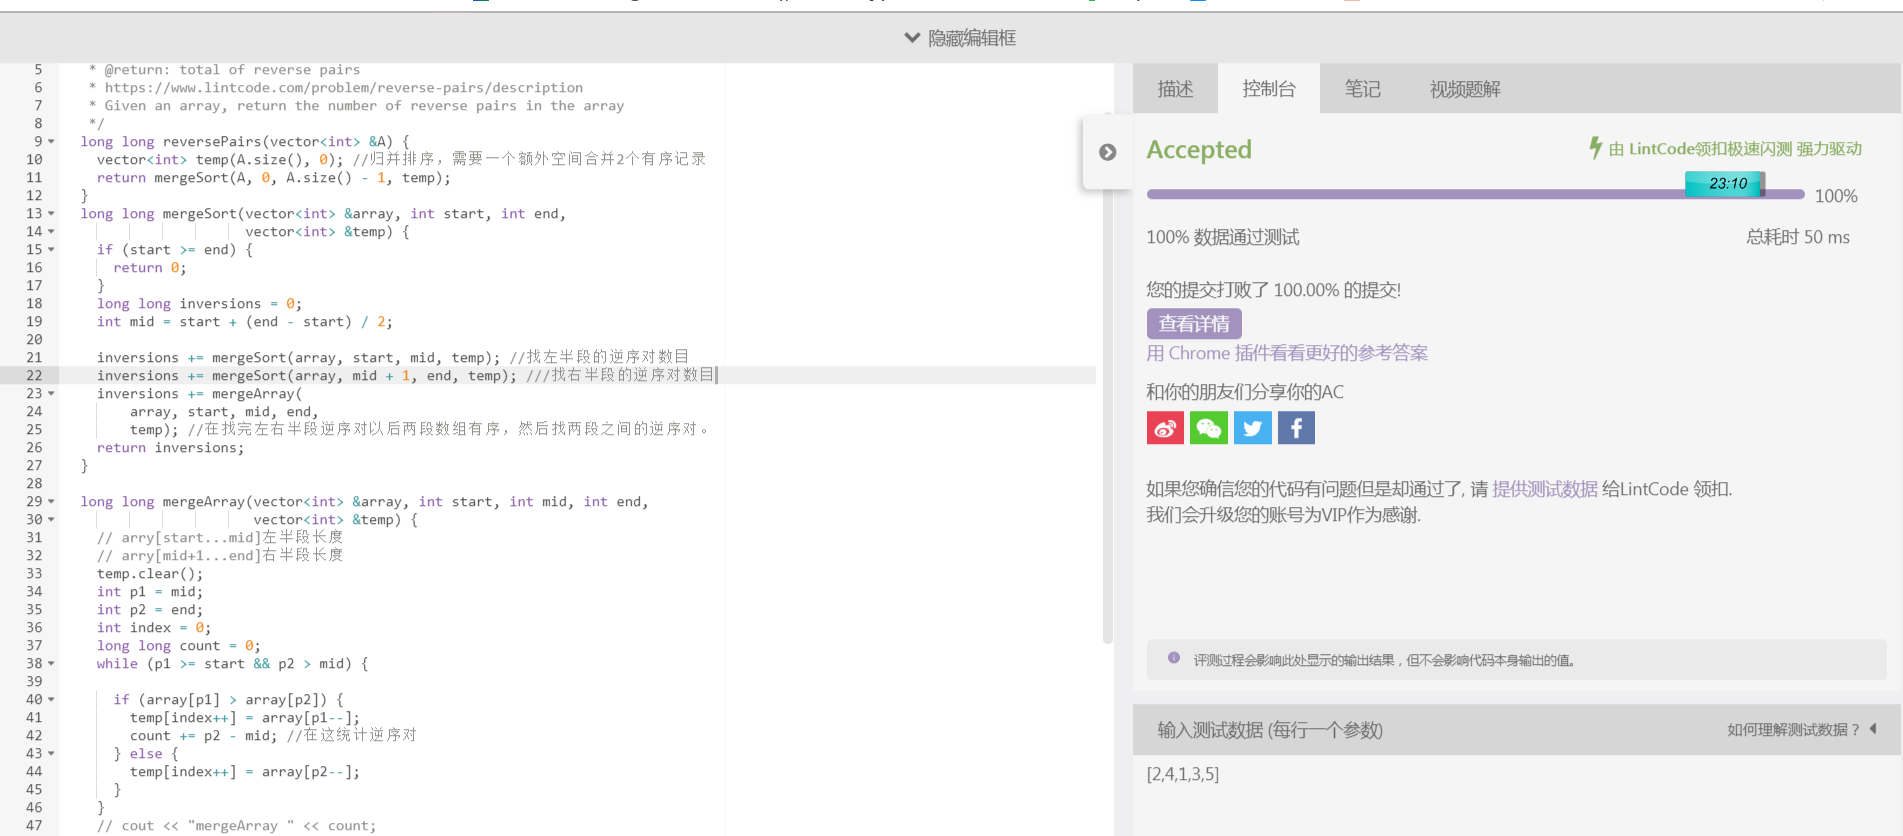 隐藏编辑框
5 * @return: total of reverse pairs
6 * https://www.lintcode.com/problem/reverse-pairs/description
7 * Given an array, return the number of reverse pairs in the array
8 */
9 long long reversePairs(vector<int> &A) {
10 vector<int> temp(A.size(), 0); //归并排序，需要一个额外空间合并2个有序记录
11 return mergeSort(A, 0, A.size() - 1, temp);
12 }
13 long long mergeSort(vector<int> &array, int start, int end,
14 vector<int> &temp) {
15 if (start >= end) {
16 return 0;
17 }
18 long long inversions = 0;
19 int mid = start + (end - start) / 2;
20
21 inversions += mergeSort(array, start, mid, temp); //找左半段的逆序对数目
22 inversions += mergeSort(array, mid + 1, end, temp); ///找右半段的逆序对数目
23 inversions += mergeArray(
24 array, start, mid, end,
25 temp); //在找完左右半段逆序对以后两段数组有序，然后找两段之间的逆序对。
26 return inversions;
27 }
28
29 long long mergeArray(vector<int> &array, int start, int mid, int end,
30 vector<int> &temp) {
31 // arry[start...mid]左半段长度
32 // arry[mid+1...end]右半段长度
33 temp.clear();
34 int p1 = mid;
35 int p2 = end;
36 int index = 0;
37 long long count = 0;
38 while (p1 >= start && p2 > mid) {
39
40 if (array[p1] > array[p2]) {
41 temp[index++] = array[p1--];
42 count += p2 - mid; //在这统计逆序对
43 } else {
44 temp[index++] = array[p2--];
45 }
46 }
47 // cout << "mergeArray " << count;
描述 控制台 笔记 视频题解
Accepted 由 LintCode领扣极速闪测 强力驱动
23:10
100%
100% 数据通过测试 总耗时 50 ms
您的提交打败了 100.00% 的提交!
查看详情
用 Chrome 插件看看更好的参考答案
和你的朋友们分享你的AC
如果您确信您的代码有问题但是却通过了, 请 提供测试数据 给LintCode 领扣.
我们会升级您的账号为VIP作为感谢.
评测过程会影响此处显示的输出结果，但不会影响代码本身输出的值。
输入测试数据 (每行一个参数) 如何理解测试数据？
[2,4,1,3,5]